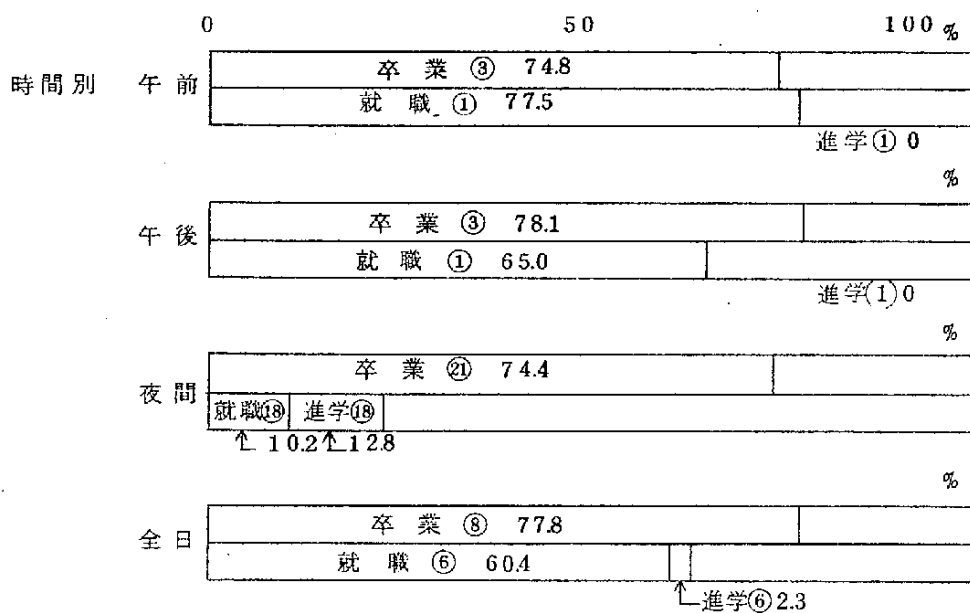 0 50 100 %
卒業 ③ 74.8
時間別 午前
就職 ① 77.5
進学 ① 0
%
卒業 ③ 78.1
午後
就職 ① 65.0
進学(1) 0
%
卒業 ㉑ 74.4
夜間
就職⑱ 進学⑱
10.2 12.8
%
卒業 ⑧ 77.8
全日
就職 ⑥ 60.4
進学⑥ 2.3